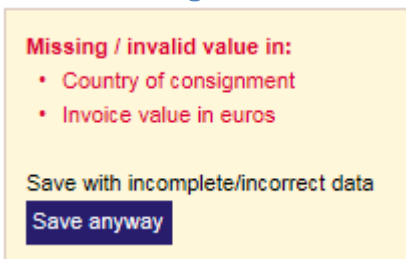 Missing / invalid value in:
• Country of consignment
• Invoice value in euros
Save with incomplete/incorrect data
Save anyway